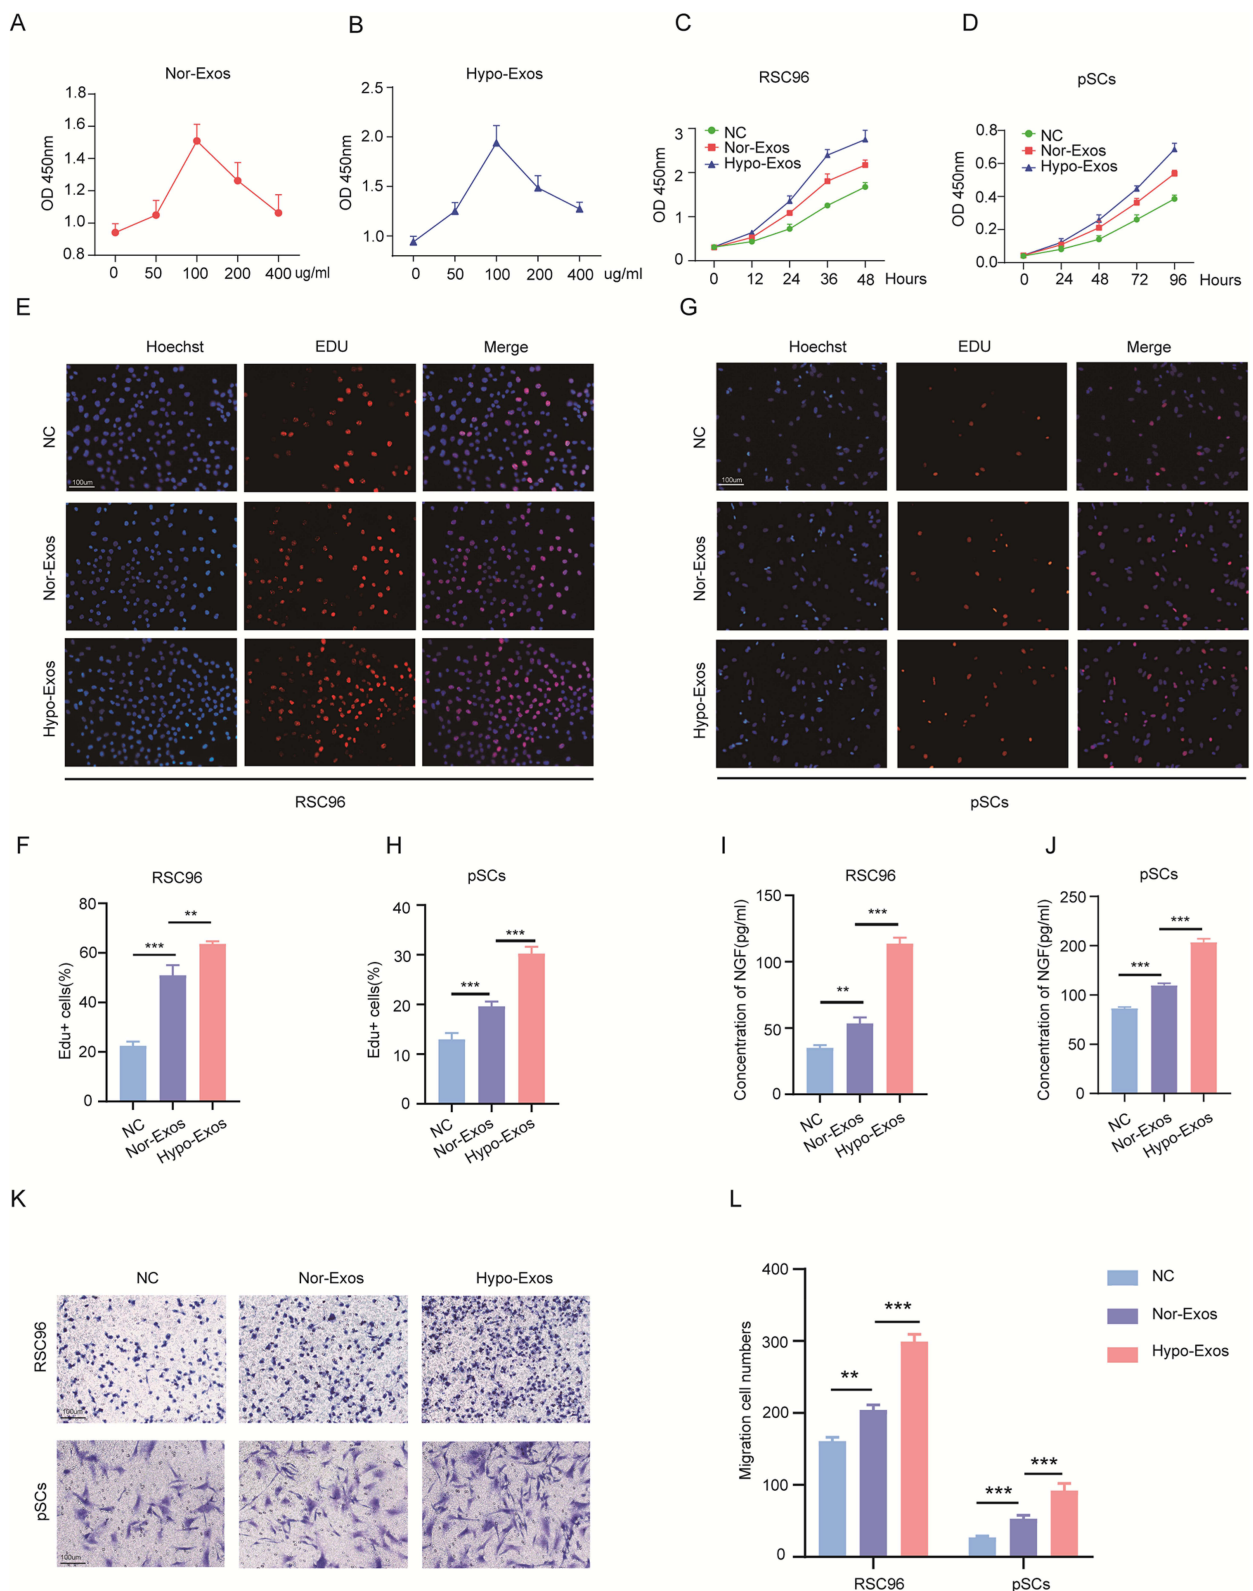 A
B
C
D
Nor-Exos
Hypo-Exos
RSC96
pSCs
OD 450nm
1.8
1.6
1.4
1.2
1.0
0.8
0 50 100 200 400 ug/ml
OD 450nm
2.5
2.0
1.5
1.0
0 50 100 200 400 ug/ml
NC
Nor-Exos
Hypo-Exos
OD 450nm
3
2
1
0
0 12 24 36 48 Hours
NC
Nor-Exos
Hypo-Exos
OD 450nm
0.8
0.6
0.4
0.2
0.0
0 24 48 72 96 Hours
E
Hoechst EDU Merge
NC
100um
Nor-Exos
Hypo-Exos
RSC96
G
Hoechst EDU Merge
NC
100um
Nor-Exos
Hypo-Exos
pSCs
F
RSC96
Edu+ cells(%)
80
60
40
20
0
***
**
NC
Nor-Exos
Hypo-Exos
H
pSCs
Edu+ cells(%)
40
30
20
10
0
***
***
NC
Nor-Exos
Hypo-Exos
I
RSC96
Concentration of NGF(pg/ml)
150
100
50
0
**
***
NC
Nor-Exos
Hypo-Exos
J
pSCs
Concentration of NGF(pg/ml)
250
200
100
50
0
***
***
NC
Nor-Exos
Hypo-Exos
K
NC Nor-Exos Hypo-Exos
RSC96
100um
pSCs
100um
L
Migration cell numbers
400
300
200
100
0
**
***
***
***
RSC96 pSCs
NC
Nor-Exos
Hypo-Exos